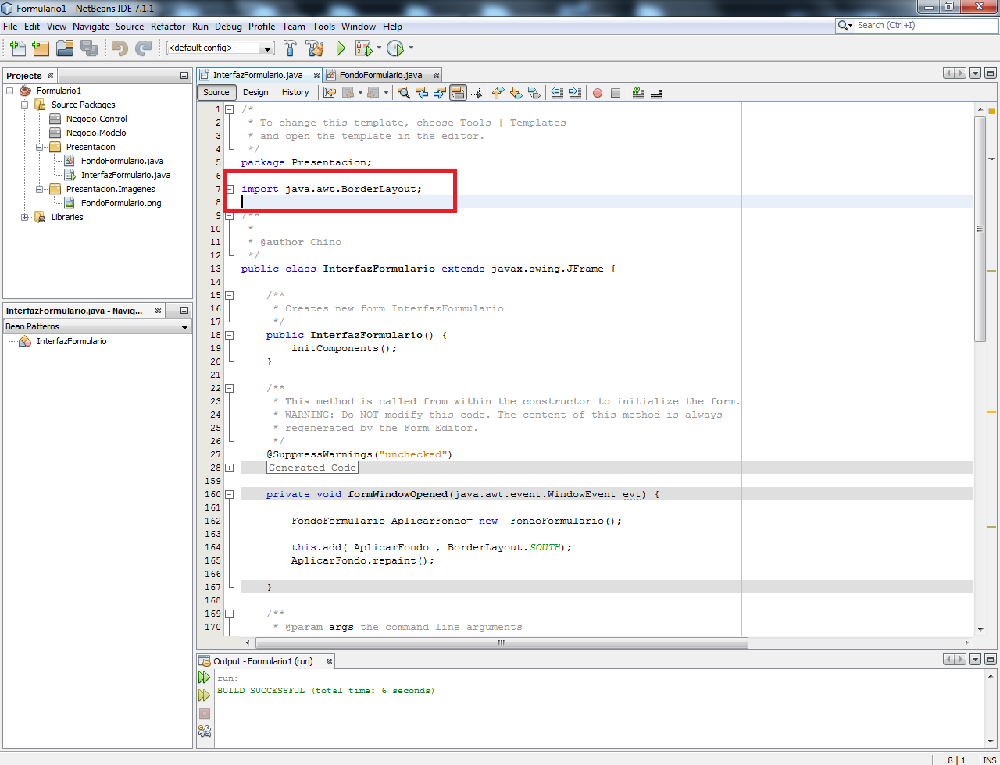 Formulario1 - NetBeans IDE 7.1.1
File Edit View Navigate Source Refactor Run Debug Profile Team Tools Window Help
Search (Ctrl+I)
<default config>
Projects
Formulario1
Source Packages
Negocio.Control
Negocio.Modelo
Presentacion
FondoFormulario.java
InterfazFormulario.java
Presentacion.Imagenes
FondoFormulario.png
Libraries
InterfazFormulario.java - Navig...
Bean Patterns
InterfazFormulario
InterfazFormulario.java FondoFormulario.java
Source Design History
1 /*
2  * To change this template, choose Tools | Templates
3  * and open the template in the editor.
4  */
5 package Presentacion;
6
7 import java.awt.BorderLayout;
8
9 /**
10  *
11  * @author Chino
12  */
13 public class InterfazFormulario extends javax.swing.JFrame {
14
15     /**
16      * Creates new form InterfazFormulario
17      */
18     public InterfazFormulario() {
19         initComponents();
20     }
21
22     /**
23      * This method is called from within the constructor to initialize the form.
24      * WARNING: Do NOT modify this code. The content of this method is always
25      * regenerated by the Form Editor.
26      */
27     @SuppressWarnings("unchecked")
28     Generated Code
159
160     private void formWindowOpened(java.awt.event.WindowEvent evt) {
161
162         FondoFormulario AplicarFondo= new  FondoFormulario();
163
164         this.add( AplicarFondo , BorderLayout.SOUTH);
165         AplicarFondo.repaint();
166
167     }
168
169     /**
170      * @param args the command line arguments
Output - Formulario1 (run)
run:
BUILD SUCCESSFUL (total time: 6 seconds)
8 | 1 INS